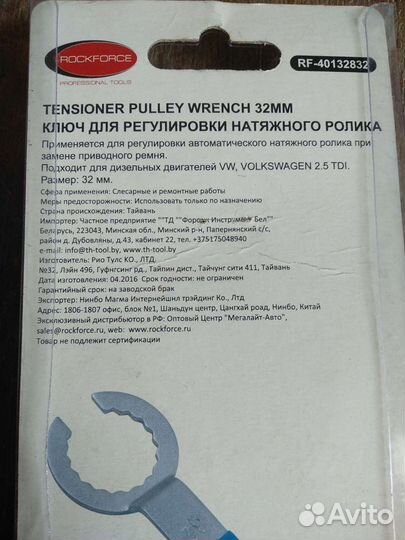 ROCKFORCE
PROFESSIONAL TOOLS
RF-40132832
TENSIONER PULLEY WRENCH 32MM
КЛЮЧ ДЛЯ РЕГУЛИРОВКИ НАТЯЖНОГО РОЛИКА
Применяется для регулировки автоматического натяжного ролика при
замене приводного ремня.
Подходит для дизельных двигателей VW, VOLKSWAGEN 2.5 TDI.
Размер: 32 мм.
Сфера применения: Слесарные и ремонтные работы
Меры предосторожности: Использовать только по назначению
Страна происхождения: Тайвань
Импортер: Частное предприятие ""ТД ""Форсаж Инструмент Бел""
Беларусь, 223043, Минская обл., Минский р-н, Папернянский с/с,
район д. Дубовляны, д.43, кабинет 22, тел. +375175048940
e-mail: info@th-tool.by www.th-tool.by
Изготовитель: Рио Тулс КО., ЛТД.
№32, Лэйн 496, Гуфнгсинг рд., Тайпин дист., Тайчунг сити 411, Тайвань
Дата изготовления: 04.2016 Срок годности: не ограничен
Гарантийный срок: на заводской брак
Экспортер: Нинбо Магма Интернейшнл трэйдинг Ко., Лтд
Адрес: 1806-1807 офис, блок №1, Шаньдун центр, Цангхай роад, Нинбо, Китай
Эксклюзивный дистрибьютор в РФ: Оптовый Центр "Мегалайт-Авто",
sales@rockforce.ru, web: www.rockforce.ru
Товар не подлежит сертификации
Avito